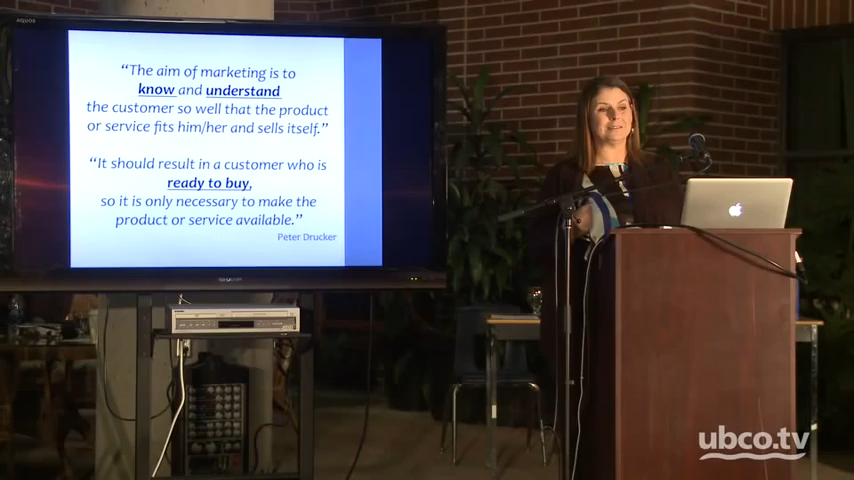 AQUOS
“The aim of marketing is to
know and understand
the customer so well that the product
or service fits him/her and sells itself.”
“It should result in a customer who is
ready to buy,
so it is only necessary to make the
product or service available.”
Peter Drucker
SHARP
ubco.tv